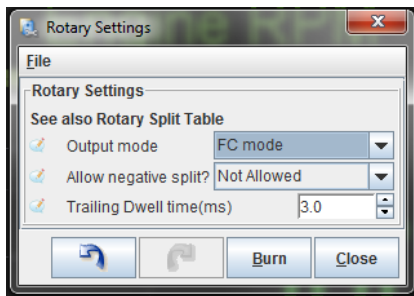 Rotary Settings
File
Rotary Settings
See also Rotary Split Table
Output mode FC mode
Allow negative split? Not Allowed
Trailing Dwell time(ms) 3.0
Burn Close